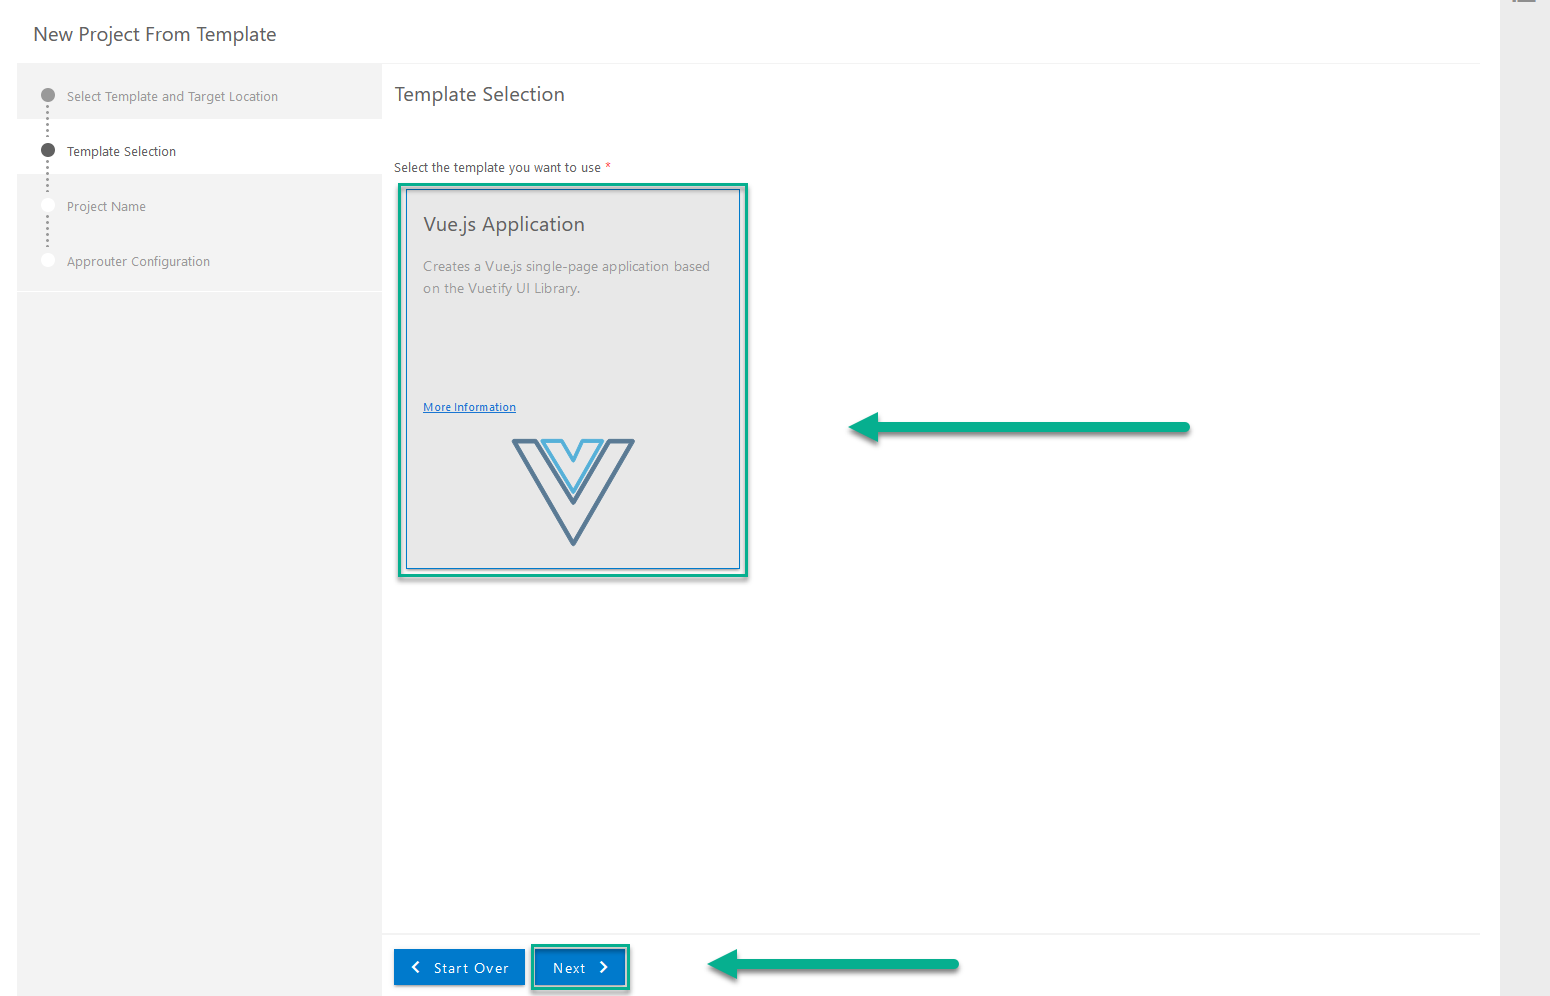 New Project From Template
Select Template and Target Location
Template Selection
Project Name
Approuter Configuration
Template Selection
Select the template you want to use *
Vue.js Application
Creates a Vue.js single-page application based
on the Vuetify UI Library.
More Information
Start Over
Next